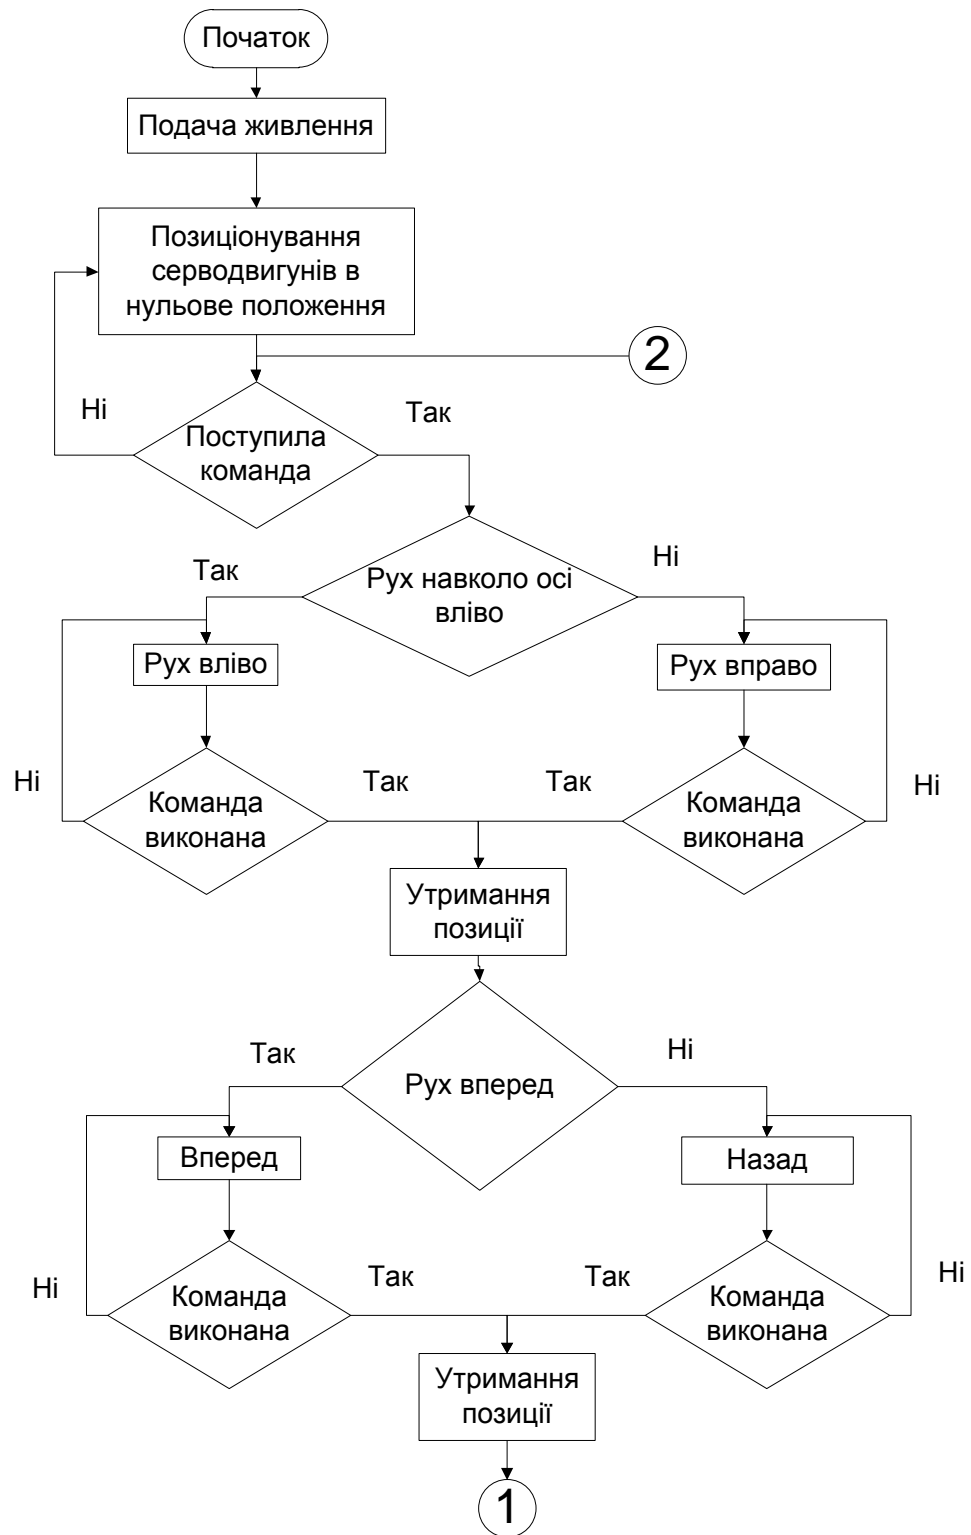 Початок
Подача живлення
Позиціонування
серводвигунів в
нульове положення
2
Ні
Так
Поступила
команда
Так
Ні
Рух навколо осі
вліво
Рух вліво
Рух вправо
Ні
Так
Так
Ні
Команда
виконана
Команда
виконана
Утримання
позиції
Так
Ні
Рух вперед
Вперед
Назад
Ні
Так
Так
Ні
Команда
виконана
Команда
виконана
Утримання
позиції
1